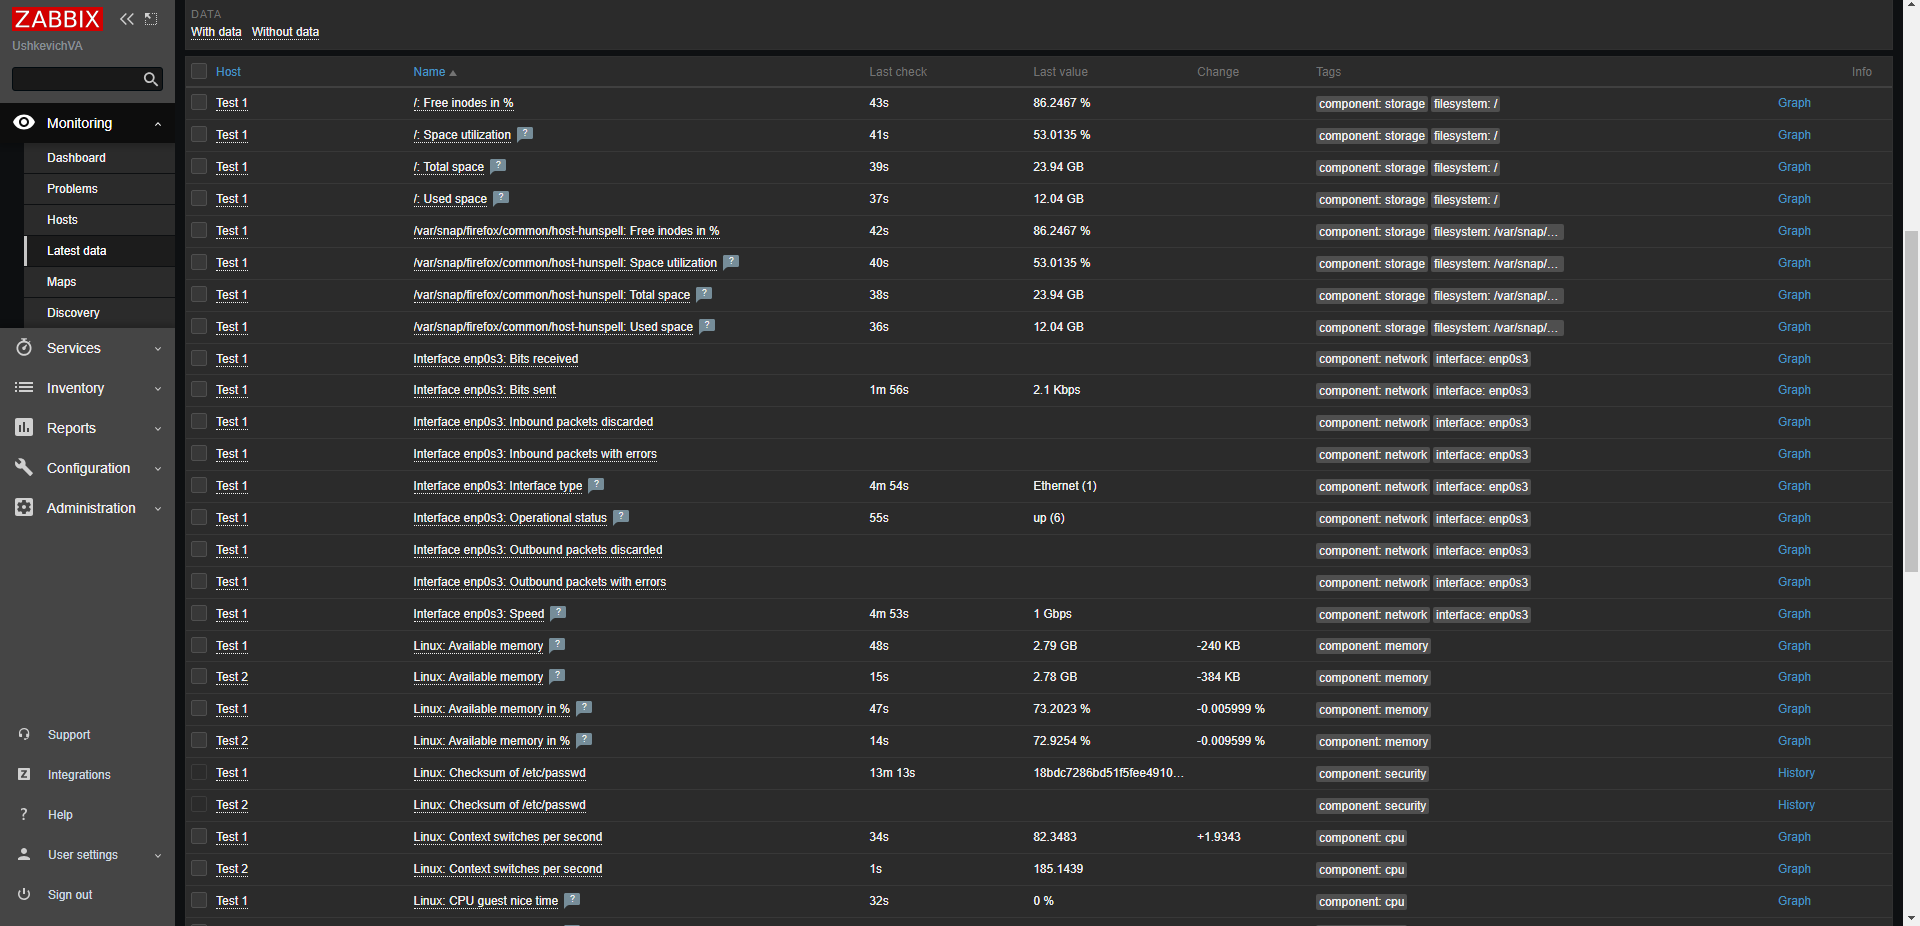 ZABBIX
UshkevichVA
Monitoring
Dashboard
Problems
Hosts
Latest data
Maps
Discovery
Services
Inventory
Reports
Configuration
Administration
Support
Integrations
Help
User settings
Sign out
DATA
With data Without data
Host Name Last check Last value Change Tags Info
Test 1 /: Free inodes in % 43s 86.2467 % component: storage filesystem: / Graph
Test 1 /: Space utilization ? 41s 53.0135 % component: storage filesystem: / Graph
Test 1 /: Total space ? 39s 23.94 GB component: storage filesystem: / Graph
Test 1 /: Used space ? 37s 12.04 GB component: storage filesystem: / Graph
Test 1 /var/snap/firefox/common/host-hunspell: Free inodes in % 42s 86.2467 % component: storage filesystem: /var/snap/... Graph
Test 1 /var/snap/firefox/common/host-hunspell: Space utilization ? 40s 53.0135 % component: storage filesystem: /var/snap/... Graph
Test 1 /var/snap/firefox/common/host-hunspell: Total space ? 38s 23.94 GB component: storage filesystem: /var/snap/... Graph
Test 1 /var/snap/firefox/common/host-hunspell: Used space ? 36s 12.04 GB component: storage filesystem: /var/snap/... Graph
Test 1 Interface enp0s3: Bits received component: network interface: enp0s3 Graph
Test 1 Interface enp0s3: Bits sent 1m 56s 2.1 Kbps component: network interface: enp0s3 Graph
Test 1 Interface enp0s3: Inbound packets discarded component: network interface: enp0s3 Graph
Test 1 Interface enp0s3: Inbound packets with errors component: network interface: enp0s3 Graph
Test 1 Interface enp0s3: Interface type ? 4m 54s Ethernet (1) component: network interface: enp0s3 Graph
Test 1 Interface enp0s3: Operational status ? 55s up (6) component: network interface: enp0s3 Graph
Test 1 Interface enp0s3: Outbound packets discarded component: network interface: enp0s3 Graph
Test 1 Interface enp0s3: Outbound packets with errors component: network interface: enp0s3 Graph
Test 1 Interface enp0s3: Speed ? 4m 53s 1 Gbps component: network interface: enp0s3 Graph
Test 1 Linux: Available memory ? 48s 2.79 GB -240 KB component: memory Graph
Test 2 Linux: Available memory ? 15s 2.78 GB -384 KB component: memory Graph
Test 1 Linux: Available memory in % ? 47s 73.2023 % -0.005999 % component: memory Graph
Test 2 Linux: Available memory in % ? 14s 72.9254 % -0.009599 % component: memory Graph
Test 1 Linux: Checksum of /etc/passwd 13m 13s 18bdc7286bd51f5fee4910... component: security History
Test 2 Linux: Checksum of /etc/passwd component: security History
Test 1 Linux: Context switches per second 34s 82.3483 +1.9343 component: cpu Graph
Test 2 Linux: Context switches per second 1s 185.1439 component: cpu Graph
Test 1 Linux: CPU guest nice time ? 32s 0 % component: cpu Graph